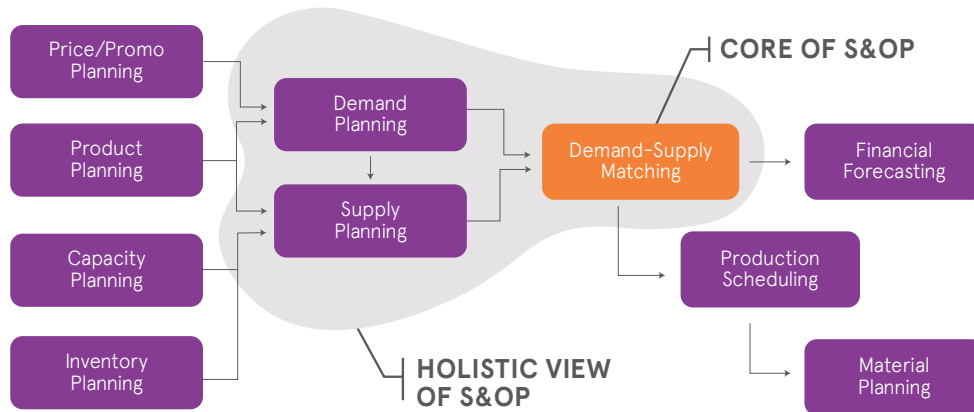 Price/Promo
Planning
Product
Planning
Capacity
Planning
Inventory
Planning
Demand
Planning
Supply
Planning
HOLISTIC VIEW
OF S&OP
CORE OF S&OP
Demand-Supply
Matching
Financial
Forecasting
Production
Scheduling
Material
Planning